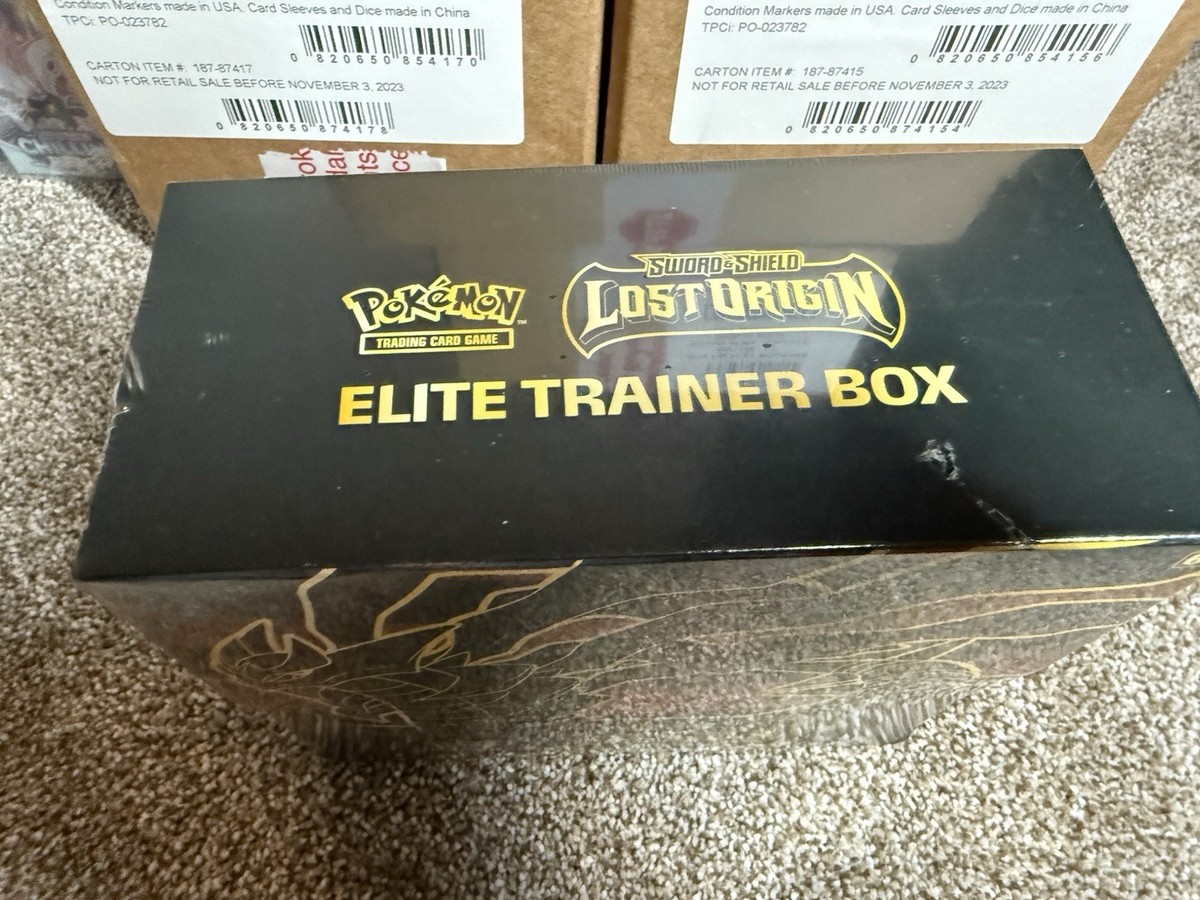 Condition Markers made in USA. Card Sleeves and Dice made in China
TPCi: PO-023782
0 820650 854170
CARTON ITEM #: 187-87417
NOT FOR RETAIL SALE BEFORE NOVEMBER 3, 2023
0 820650 874178
Condition Markers made in USA. Card Sleeves and Dice made in China
TPCi: PO-023782
0 820650 854156
CARTON ITEM #: 187-87415
NOT FOR RETAIL SALE BEFORE NOVEMBER 3, 2023
0 820650 874154
POKéMON™
TRADING CARD GAME
SWORD & SHIELD
LOST ORIGIN
ELITE TRAINER BOX